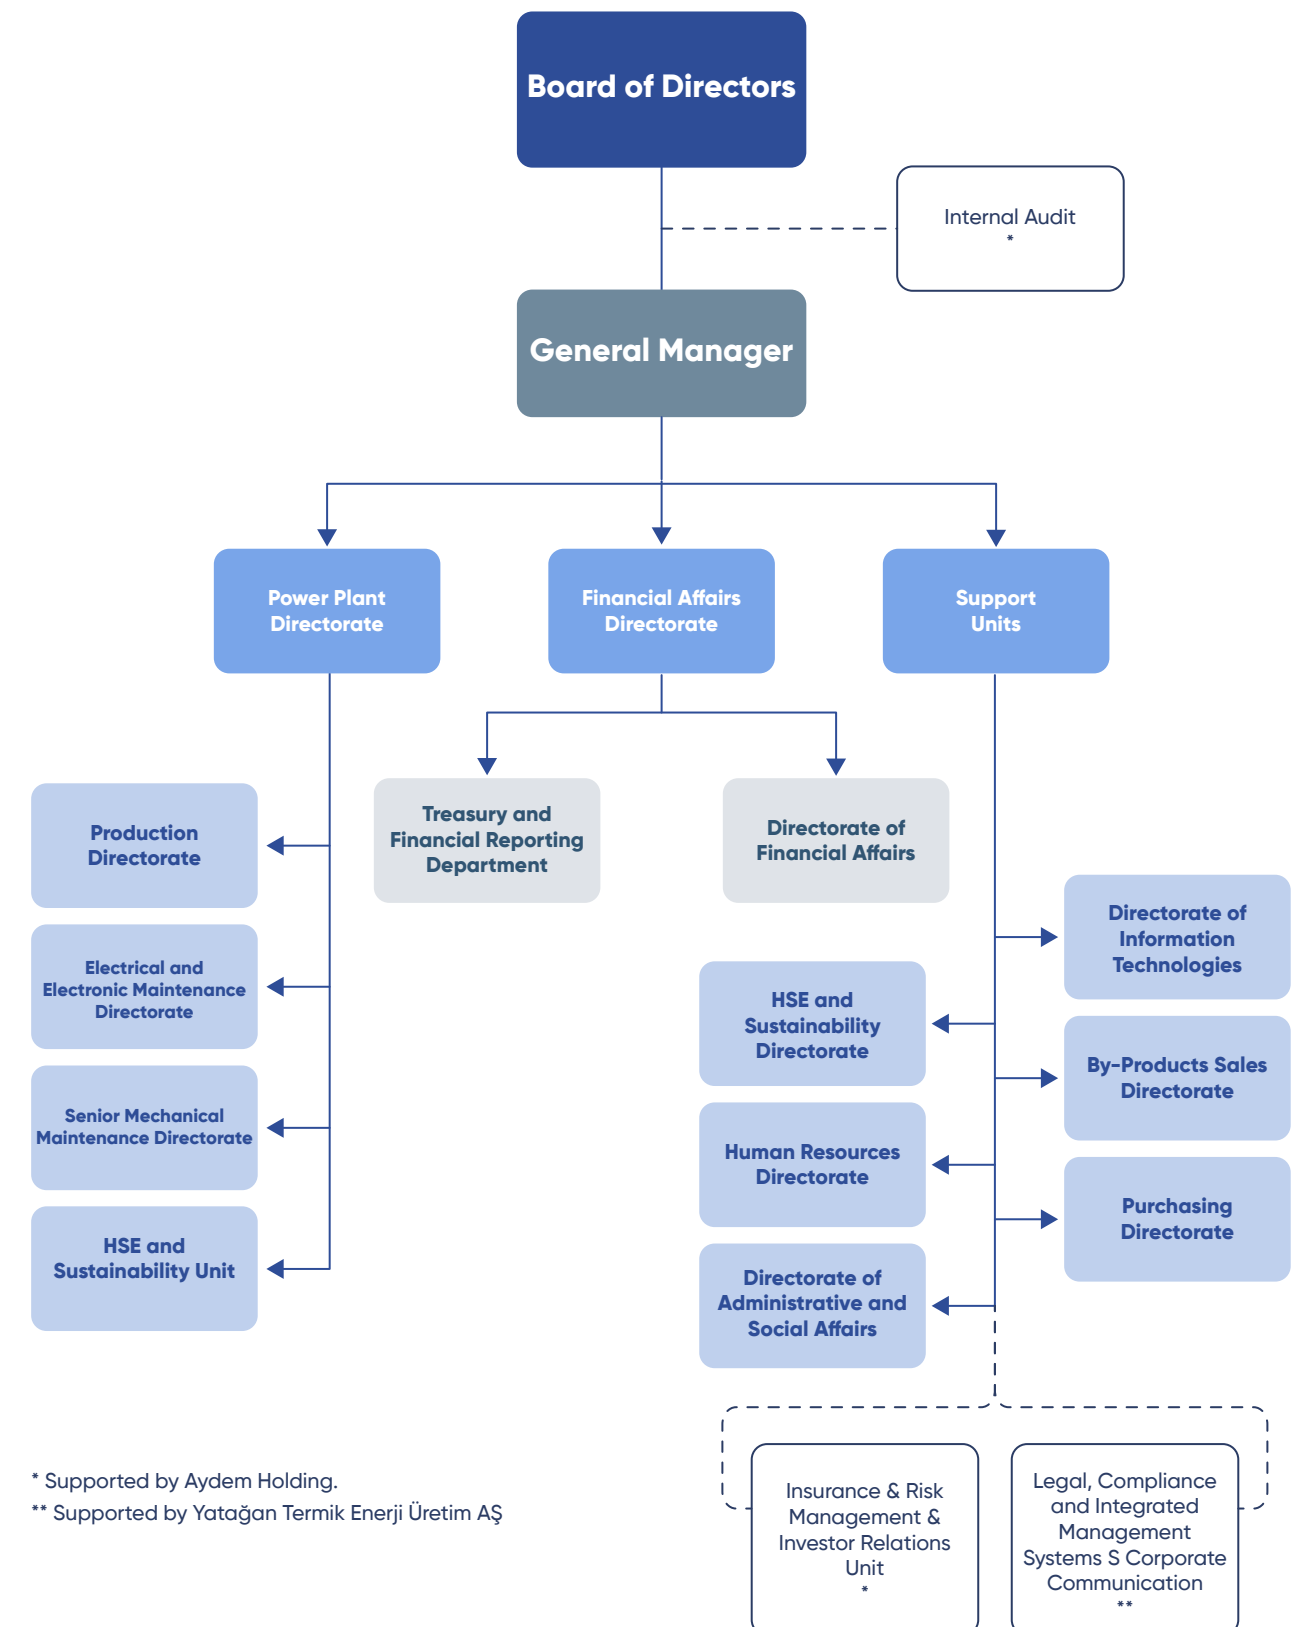 Board of Directors
Internal Audit
*
General Manager
Power Plant
Directorate
Financial Affairs
Directorate
Support
Units
Production
Directorate
Electrical and
Electronic Maintenance
Directorate
Senior Mechanical
Maintenance Directorate
HSE and
Sustainability Unit
Treasury and
Financial Reporting
Department
Directorate of
Financial Affairs
HSE and
Sustainability
Directorate
Human Resources
Directorate
Directorate of
Administrative and
Social Affairs
Directorate of
Information
Technologies
By-Products Sales
Directorate
Purchasing
Directorate
Insurance & Risk
Management &
Investor Relations
Unit
*
Legal, Compliance
and Integrated
Management
Systems S Corporate
Communication
**
* Supported by Aydem Holding.
** Supported by Yatağan Termik Enerji Üretim AŞ